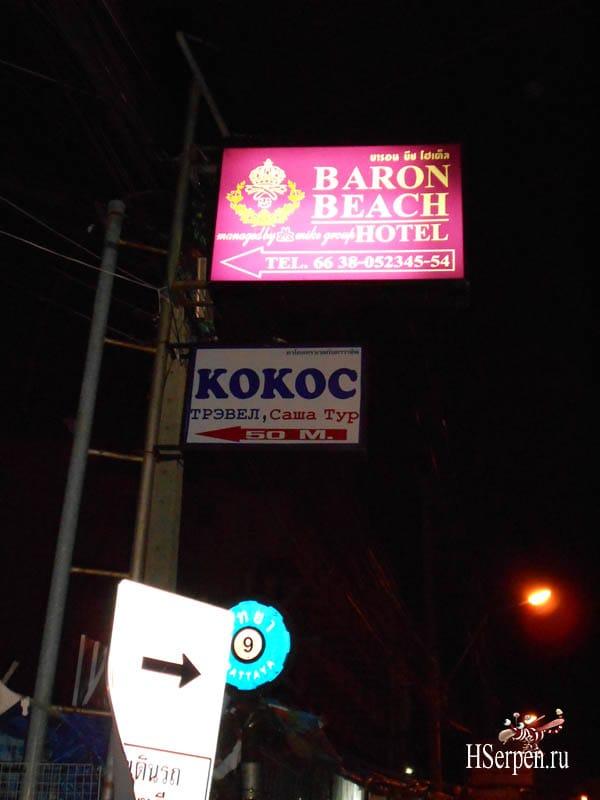 บารอน บีช โฮเต็ล
BARON
BEACH
managed by mike group HOTEL
TEL. 66 38-052345-54
КОКОС
ТРЭВЕЛ, Саша Тур
50 М.
9
PATTAYA
HSerpen.ru